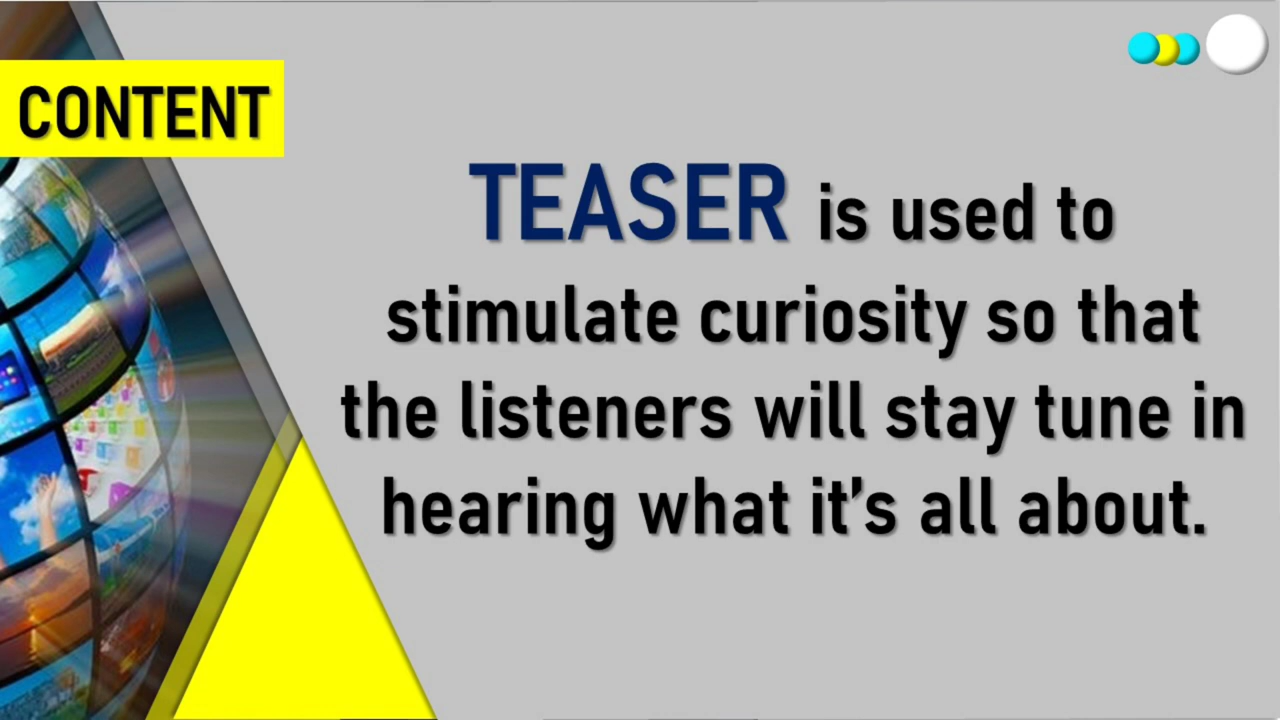 CONTENT
TEASER is used to
stimulate curiosity so that
the listeners will stay tune in
hearing what it's all about.